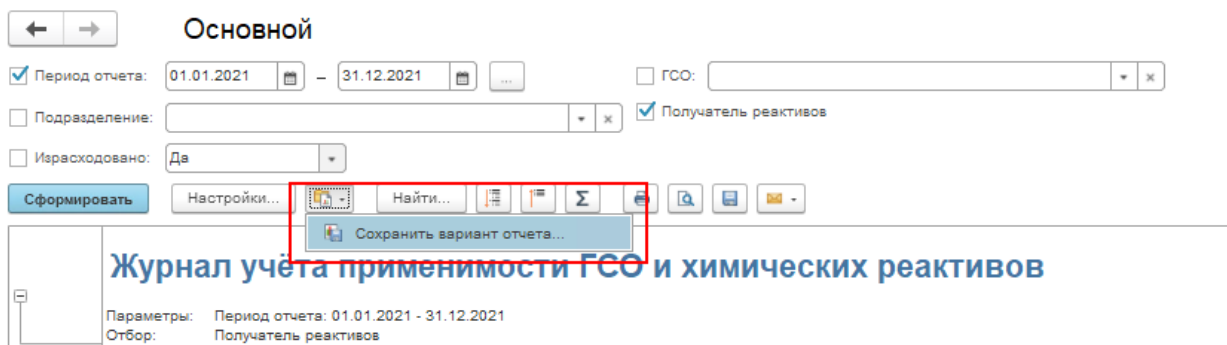 Основной
Период отчета: 01.01.2021 – 31.12.2021 ... ГСО:
Подразделение: Получатель реактивов
Израсходовано: Да
Сформировать Настройки... Найти... Σ
Сохранить вариант отчета...
Журнал учёта применимости ГСО и химических реактивов
Параметры: Период отчета: 01.01.2021 - 31.12.2021
Отбор: Получатель реактивов